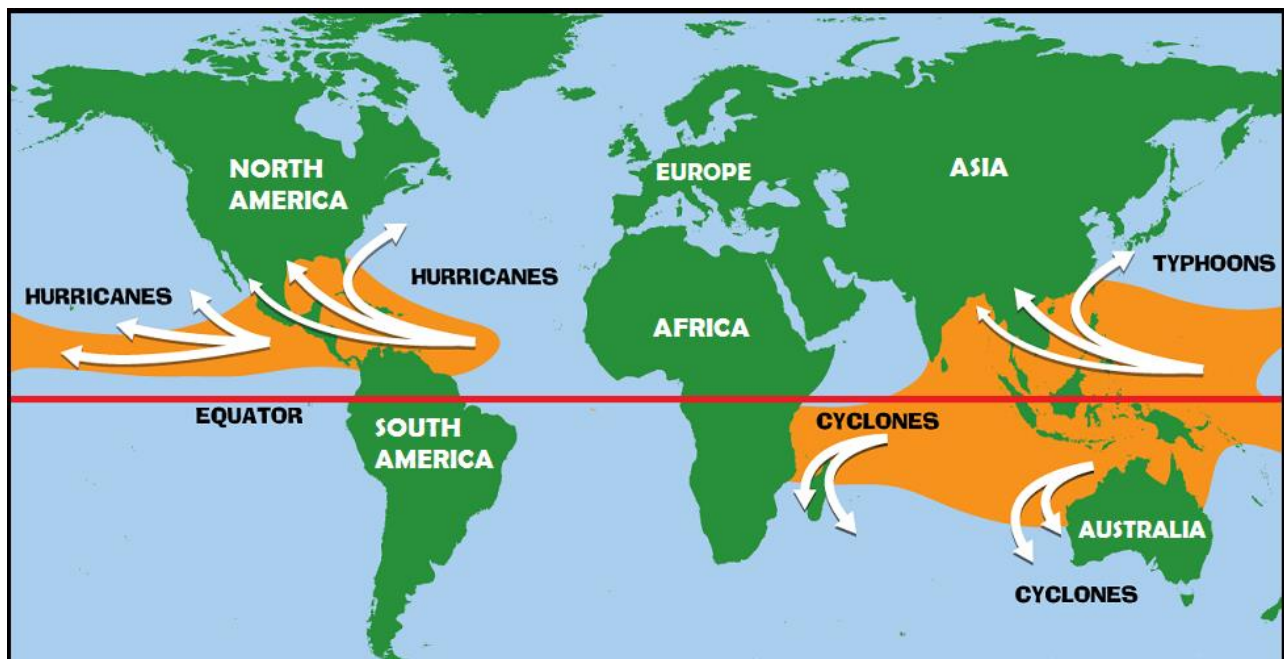 NORTH
AMERICA
EUROPE
ASIA
HURRICANES
HURRICANES
TYPHOONS
AFRICA
EQUATOR
SOUTH
AMERICA
CYCLONES
AUSTRALIA
CYCLONES